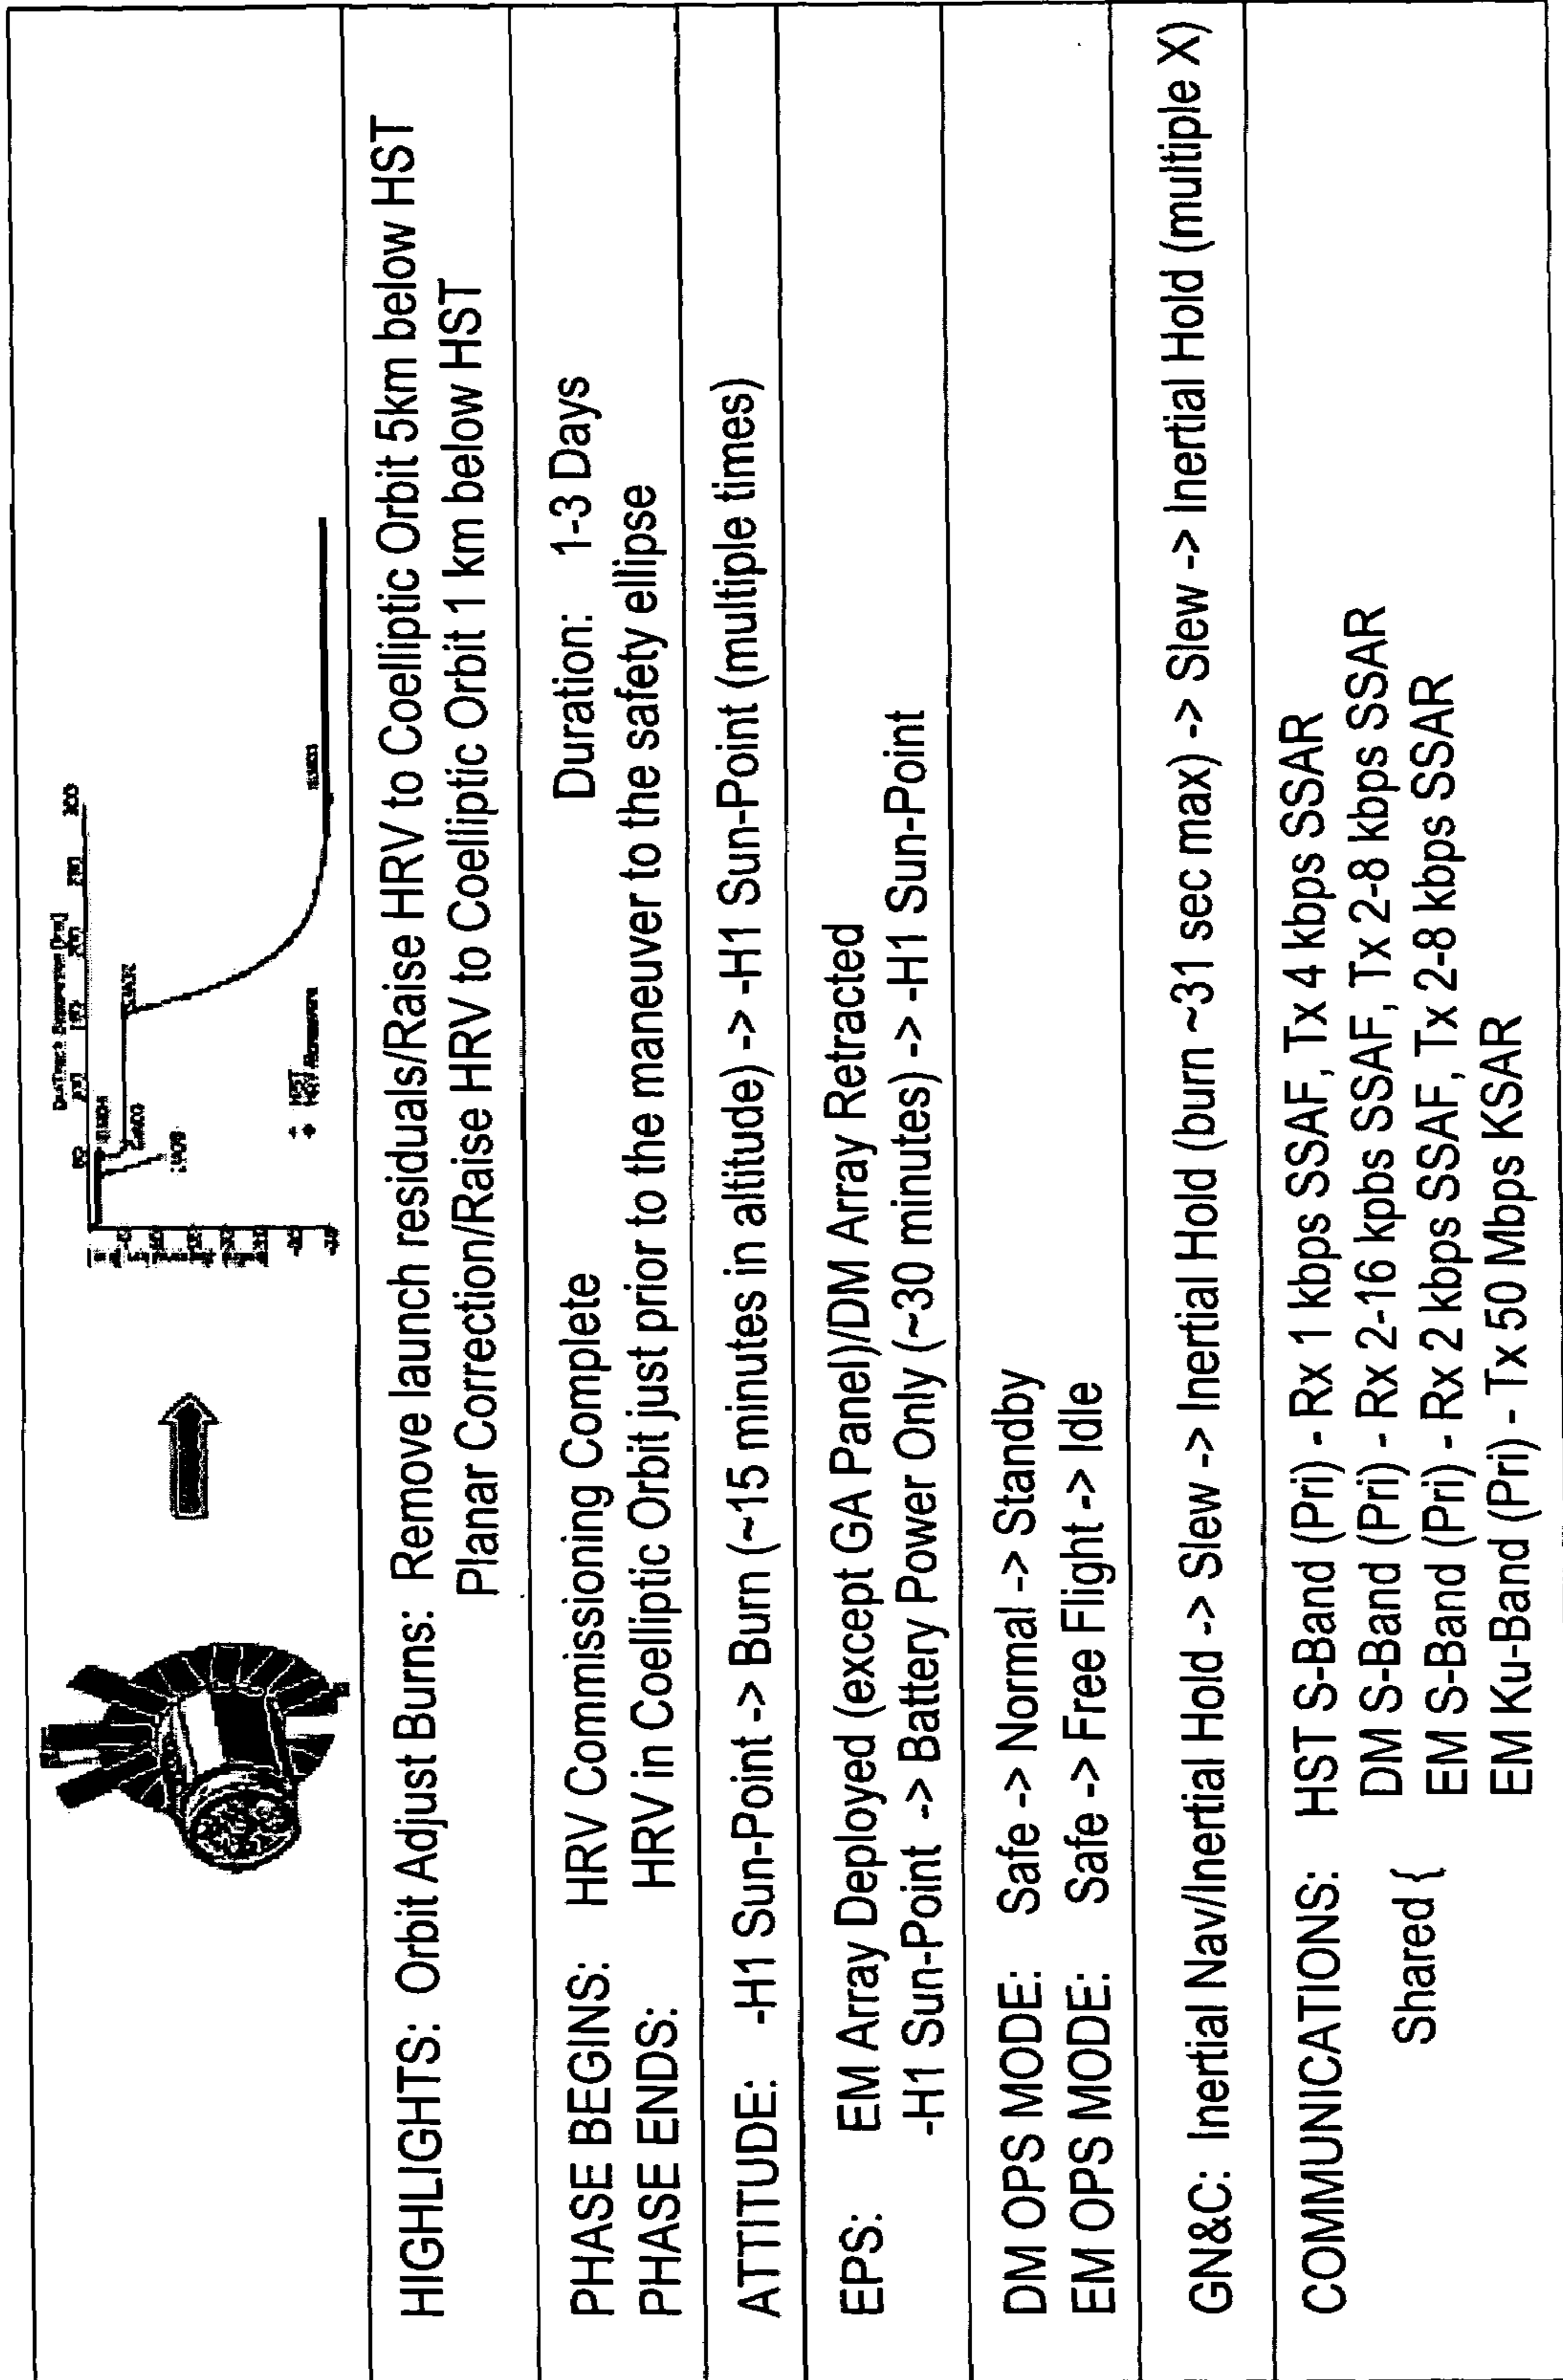 300
HIGHLIGHTS: Orbit Adjust Burns: Remove launch residuals/Raise HRV to Coelliptic Orbit 5km below HST
Planar Correction/Raise HRV to Coelliptic Orbit 1 km below HST
PHASE BEGINS: HRV Commissioning Complete Duration: 1-3 Days
PHASE ENDS: HRV in Coelliptic Orbit just prior to the maneuver to the safety ellipse
ATTITUDE: -H1 Sun-Point -> Burn (~15 minutes in altitude) -> -H1 Sun-Point (multiple times)
EPS: EM Array Deployed (except GA Panel)/DM Array Retracted
-H1 Sun-Point -> Battery Power Only (~30 minutes) -> -H1 Sun-Point
DM OPS MODE: Safe -> Normal -> Standby
EM OPS MODE: Safe -> Free Flight -> Idle
GN&C: Inertial Nav/Inertial Hold -> Slew -> Inertial Hold (burn ~31 sec max) -> Slew -> Inertial Hold (multiple X)
COMMUNICATIONS: HST S-Band (Pri) - Rx 1 kbps SSAF, Tx 4 kbps SSAR
DM S-Band (Pri) - Rx 2-16 kpbs SSAF, Tx 2-8 kbps SSAR
Shared { EM S-Band (Pri) - Rx 2 kbps SSAF, Tx 2-8 kbps SSAR
EM Ku-Band (Pri) - Tx 50 Mbps KSAR